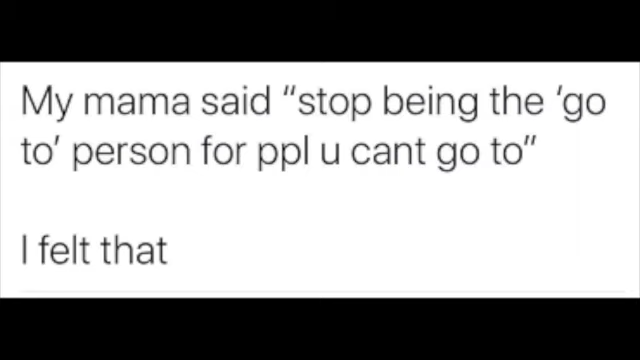 My mama said “stop being the ‘go
to’ person for ppl u cant go to”
I felt that